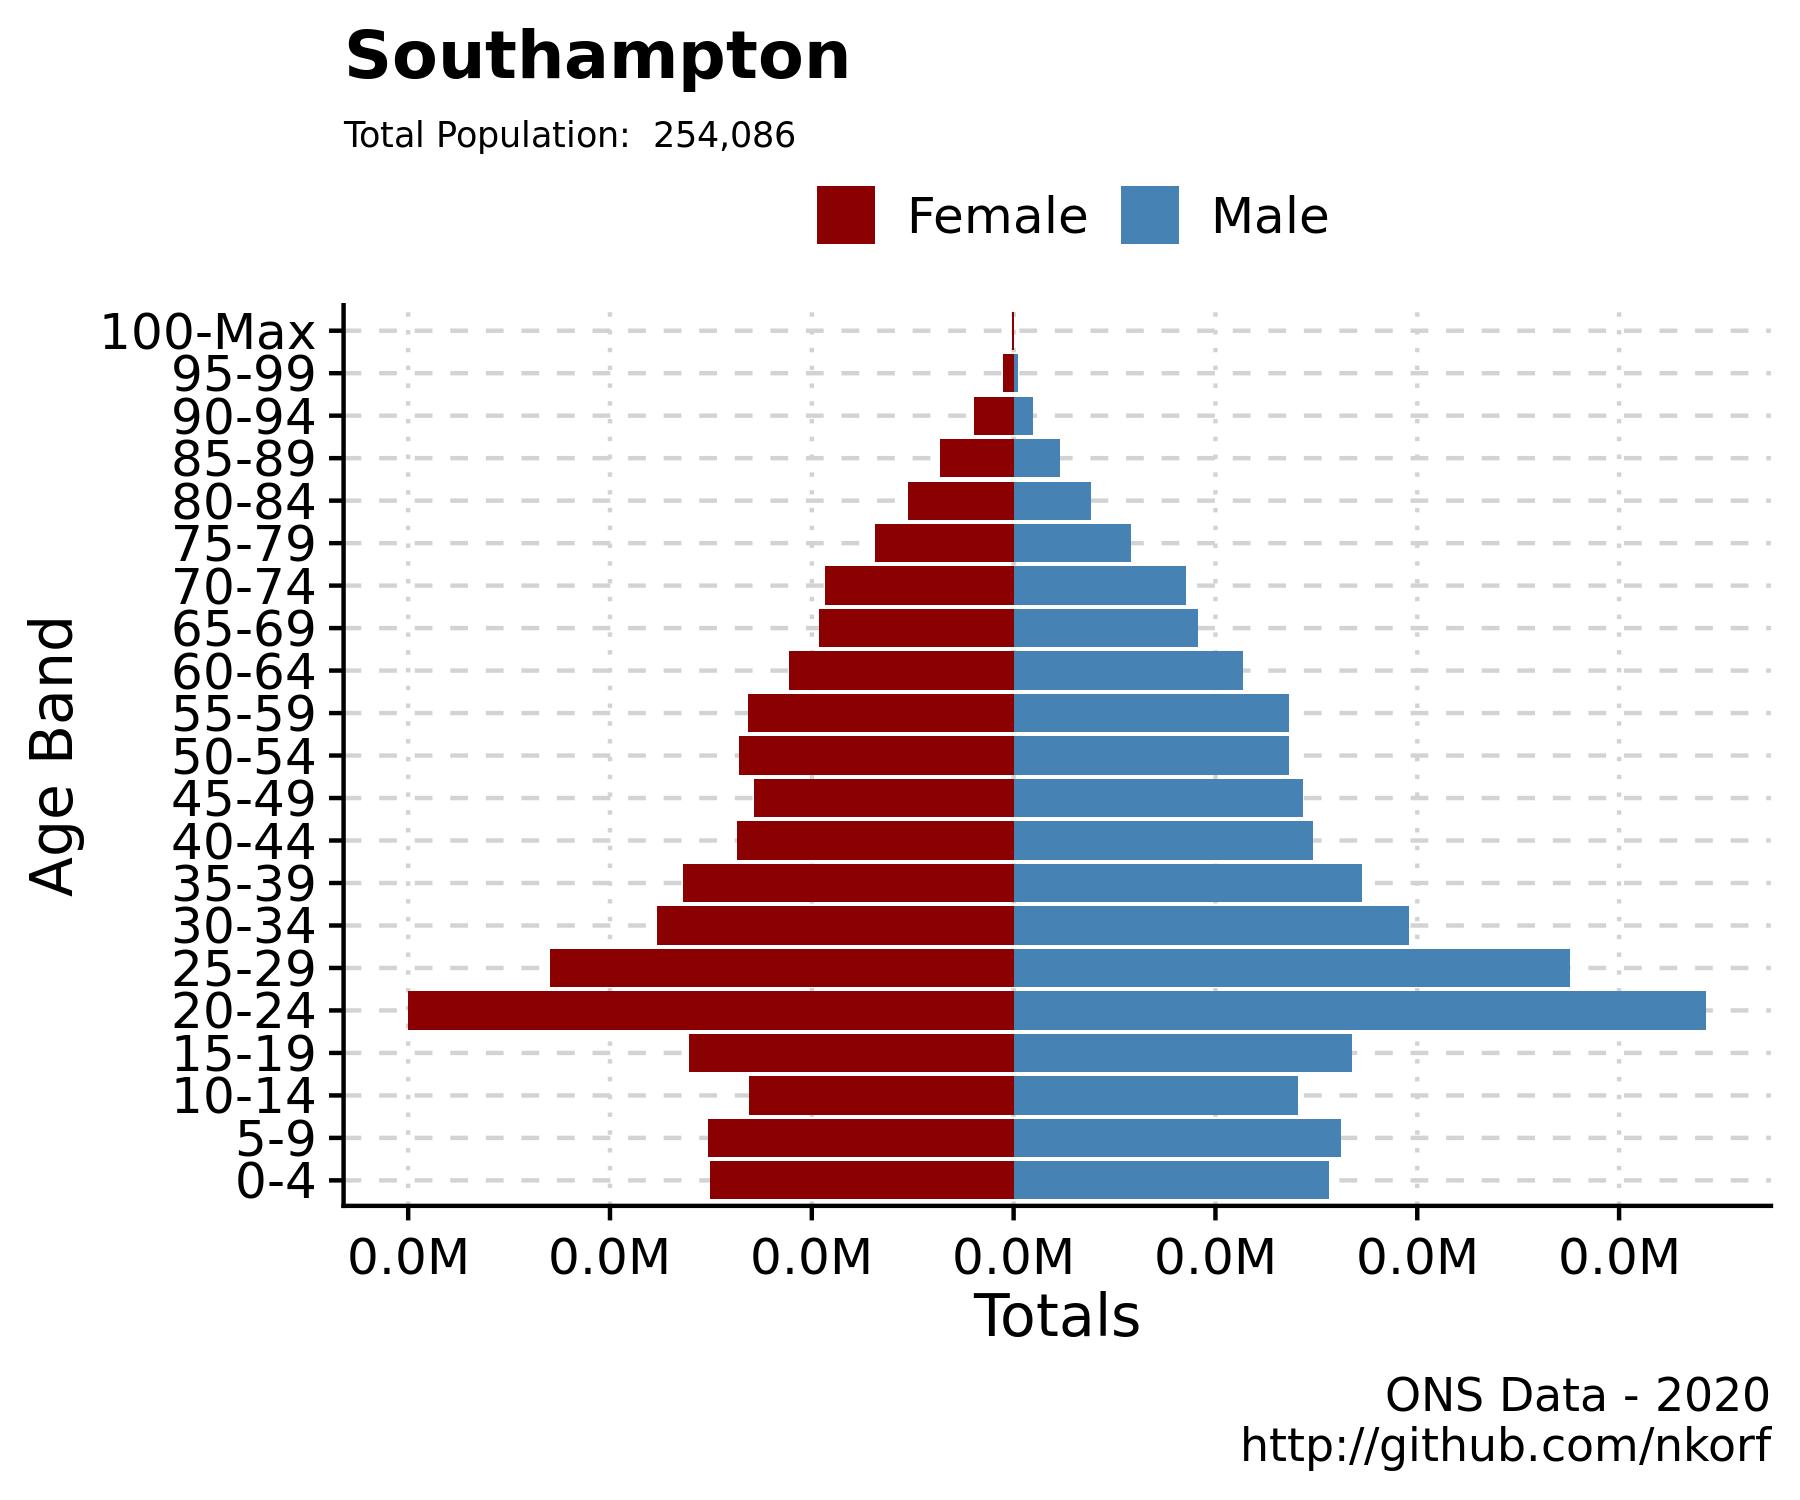 Southampton
Total Population:  254,086
Female Male
100-Max
95-99
90-94
85-89
80-84
75-79
70-74
65-69
60-64
55-59
50-54
45-49
40-44
35-39
30-34
25-29
20-24
15-19
10-14
5-9
0-4
Age Band
0.0M 0.0M 0.0M 0.0M 0.0M 0.0M 0.0M
Totals
ONS Data - 2020
http://github.com/nkorf